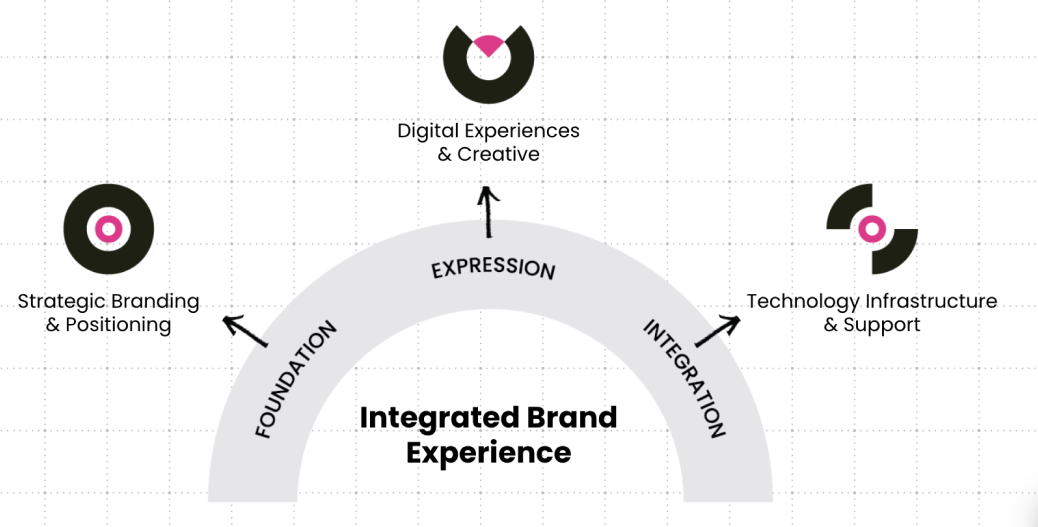 Digital Experiences
& Creative
Strategic Branding
& Positioning
Technology Infrastructure
& Support
FOUNDATION
EXPRESSION
INTEGRATION
Integrated Brand
Experience